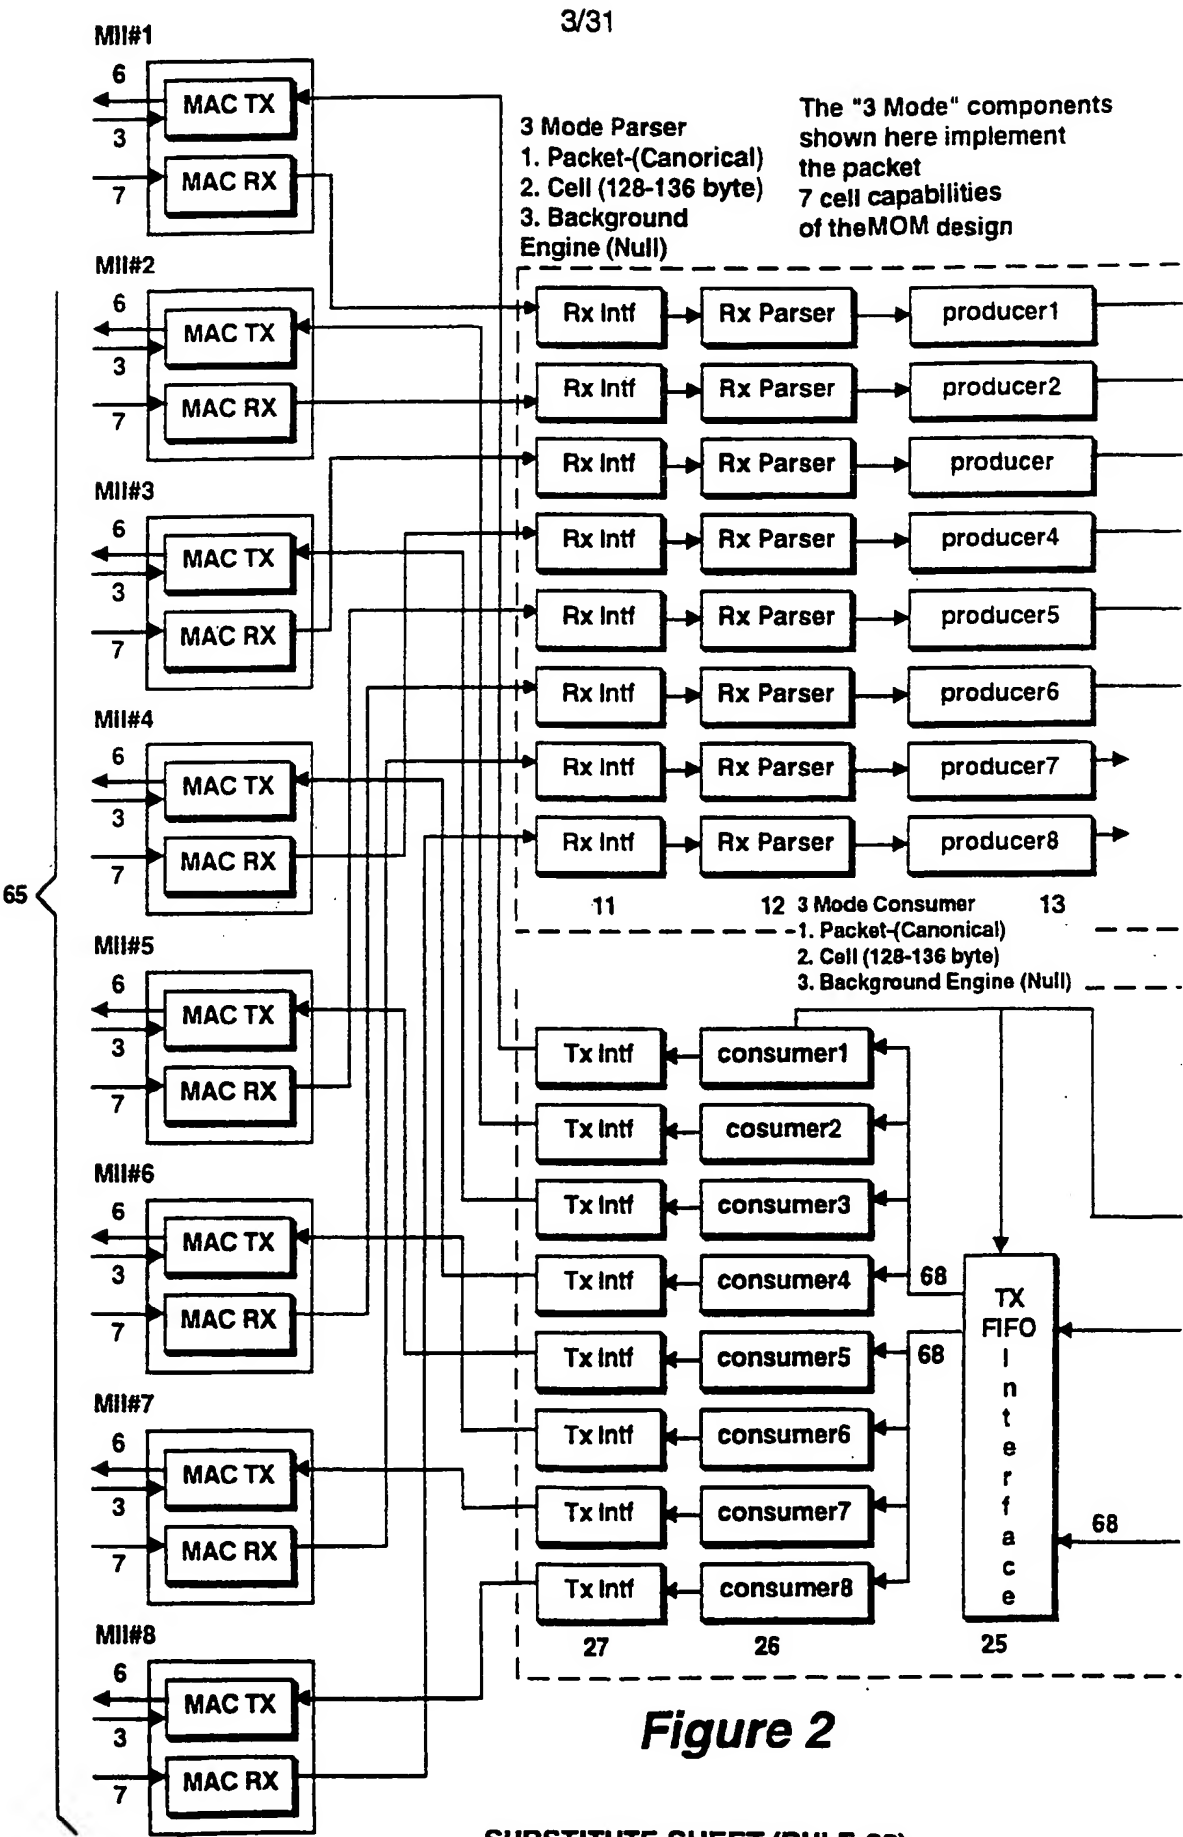 3/31
MII#1
6
MAC TX
3
MAC RX
7
3 Mode Parser
1. Packet-(Canorical)
2. Cell (128-136 byte)
3. Background
Engine (Null)
The "3 Mode" components
shown here implement
the packet
7 cell capabilities
of theMOM design
MII#2
6
MAC TX
3
MAC RX
7
MII#3
6
MAC TX
3
MAC RX
7
MII#4
6
MAC TX
3
MAC RX
7
65
MII#5
6
MAC TX
3
MAC RX
7
MII#6
6
MAC TX
3
MAC RX
7
MII#7
6
MAC TX
3
MAC RX
7
MII#8
6
MAC TX
3
MAC RX
7
Rx Intf Rx Parser producer1
Rx Intf Rx Parser producer2
Rx Intf Rx Parser producer
Rx Intf Rx Parser producer4
Rx Intf Rx Parser producer5
Rx Intf Rx Parser producer6
Rx Intf Rx Parser producer7
Rx Intf Rx Parser producer8
11 12 13
3 Mode Consumer
1. Packet-(Canonical)
2. Cell (128-136 byte)
3. Background Engine (Null)
Tx Intf consumer1
Tx Intf cosumer2
Tx Intf consumer3
Tx Intf consumer4
68
Tx Intf consumer5
68
Tx Intf consumer6
Tx Intf consumer7
Tx Intf consumer8
TX
FIFO
I
n
t
e
r
f
a
c
e
68
27 26 25
Figure 2
SUBSTITUTE SHEET (RULE